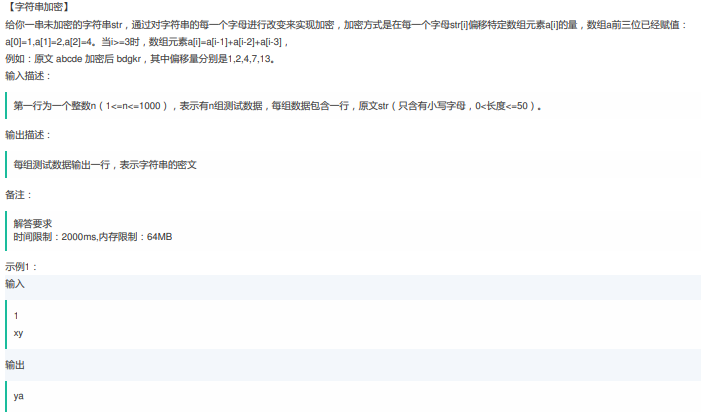 【字符串加密】
给你一串未加密的字符串str，通过对字符串的每一个字母进行改变来实现加密，加密方式是在每一个字母str[i]偏移特定数组元素a[i]的量，数组a前三位已经赋值：
a[0]=1,a[1]=2,a[2]=4。当i>=3时，数组元素a[i]=a[i-1]+a[i-2]+a[i-3]，
例如：原文 abcde 加密后 bdgkr，其中偏移量分别是1,2,4,7,13。
输入描述：
第一行为一个整数n（1<=n<=1000），表示有n组测试数据，每组数据包含一行，原文str（只含有小写字母，0<长度<=50）。
输出描述：
每组测试数据输出一行，表示字符串的密文
备注：
解答要求
时间限制：2000ms,内存限制：64MB
示例1：
输入
1
xy
输出
ya